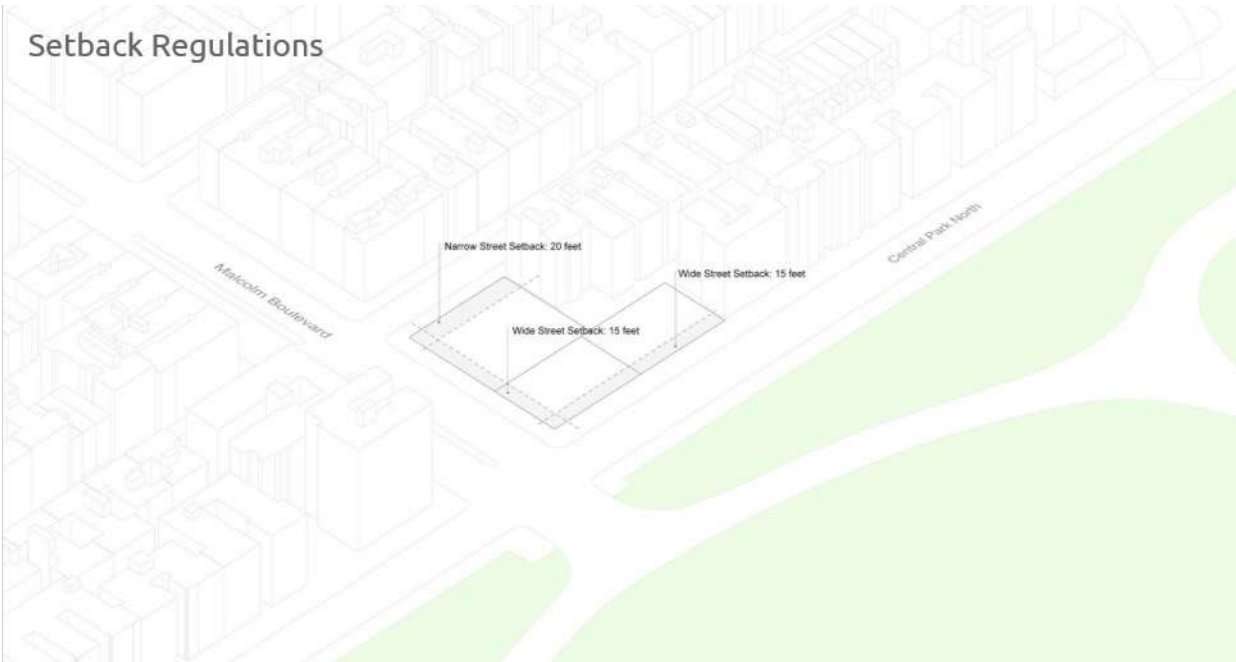 Setback Regulations
Central Park North
Narrow Street Setback: 20 feet
Malcolm Boulevard
Wide Street Setback: 15 feet
Wide Street Setback: 15 feet